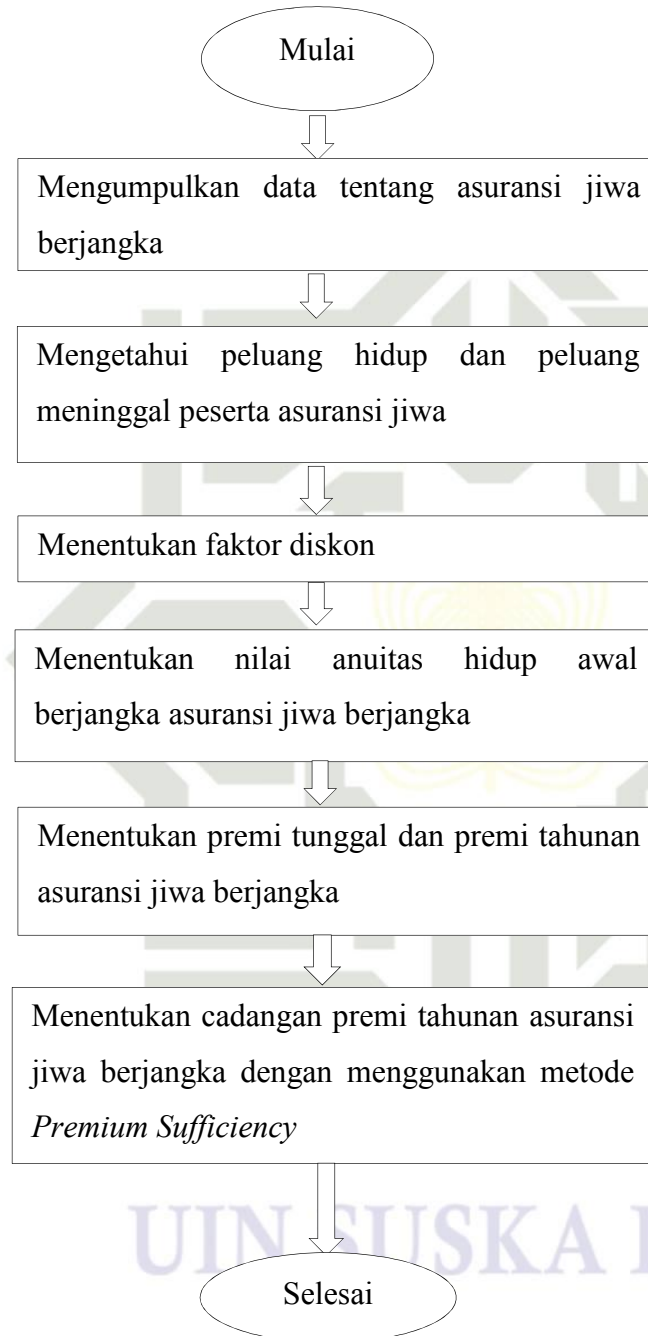 Mulai
Mengumpulkan data tentang asuransi jiwa
berjangka
Mengetahui peluang hidup dan peluang
meninggal peserta asuransi jiwa
Menentukan faktor diskon
Menentukan nilai anuitas hidup awal
berjangka asuransi jiwa berjangka
Menentukan premi tunggal dan premi tahunan
asuransi jiwa berjangka
Menentukan cadangan premi tahunan asuransi
jiwa berjangka dengan menggunakan metode
Premium Sufficiency
UIN SUSKA
Selesai